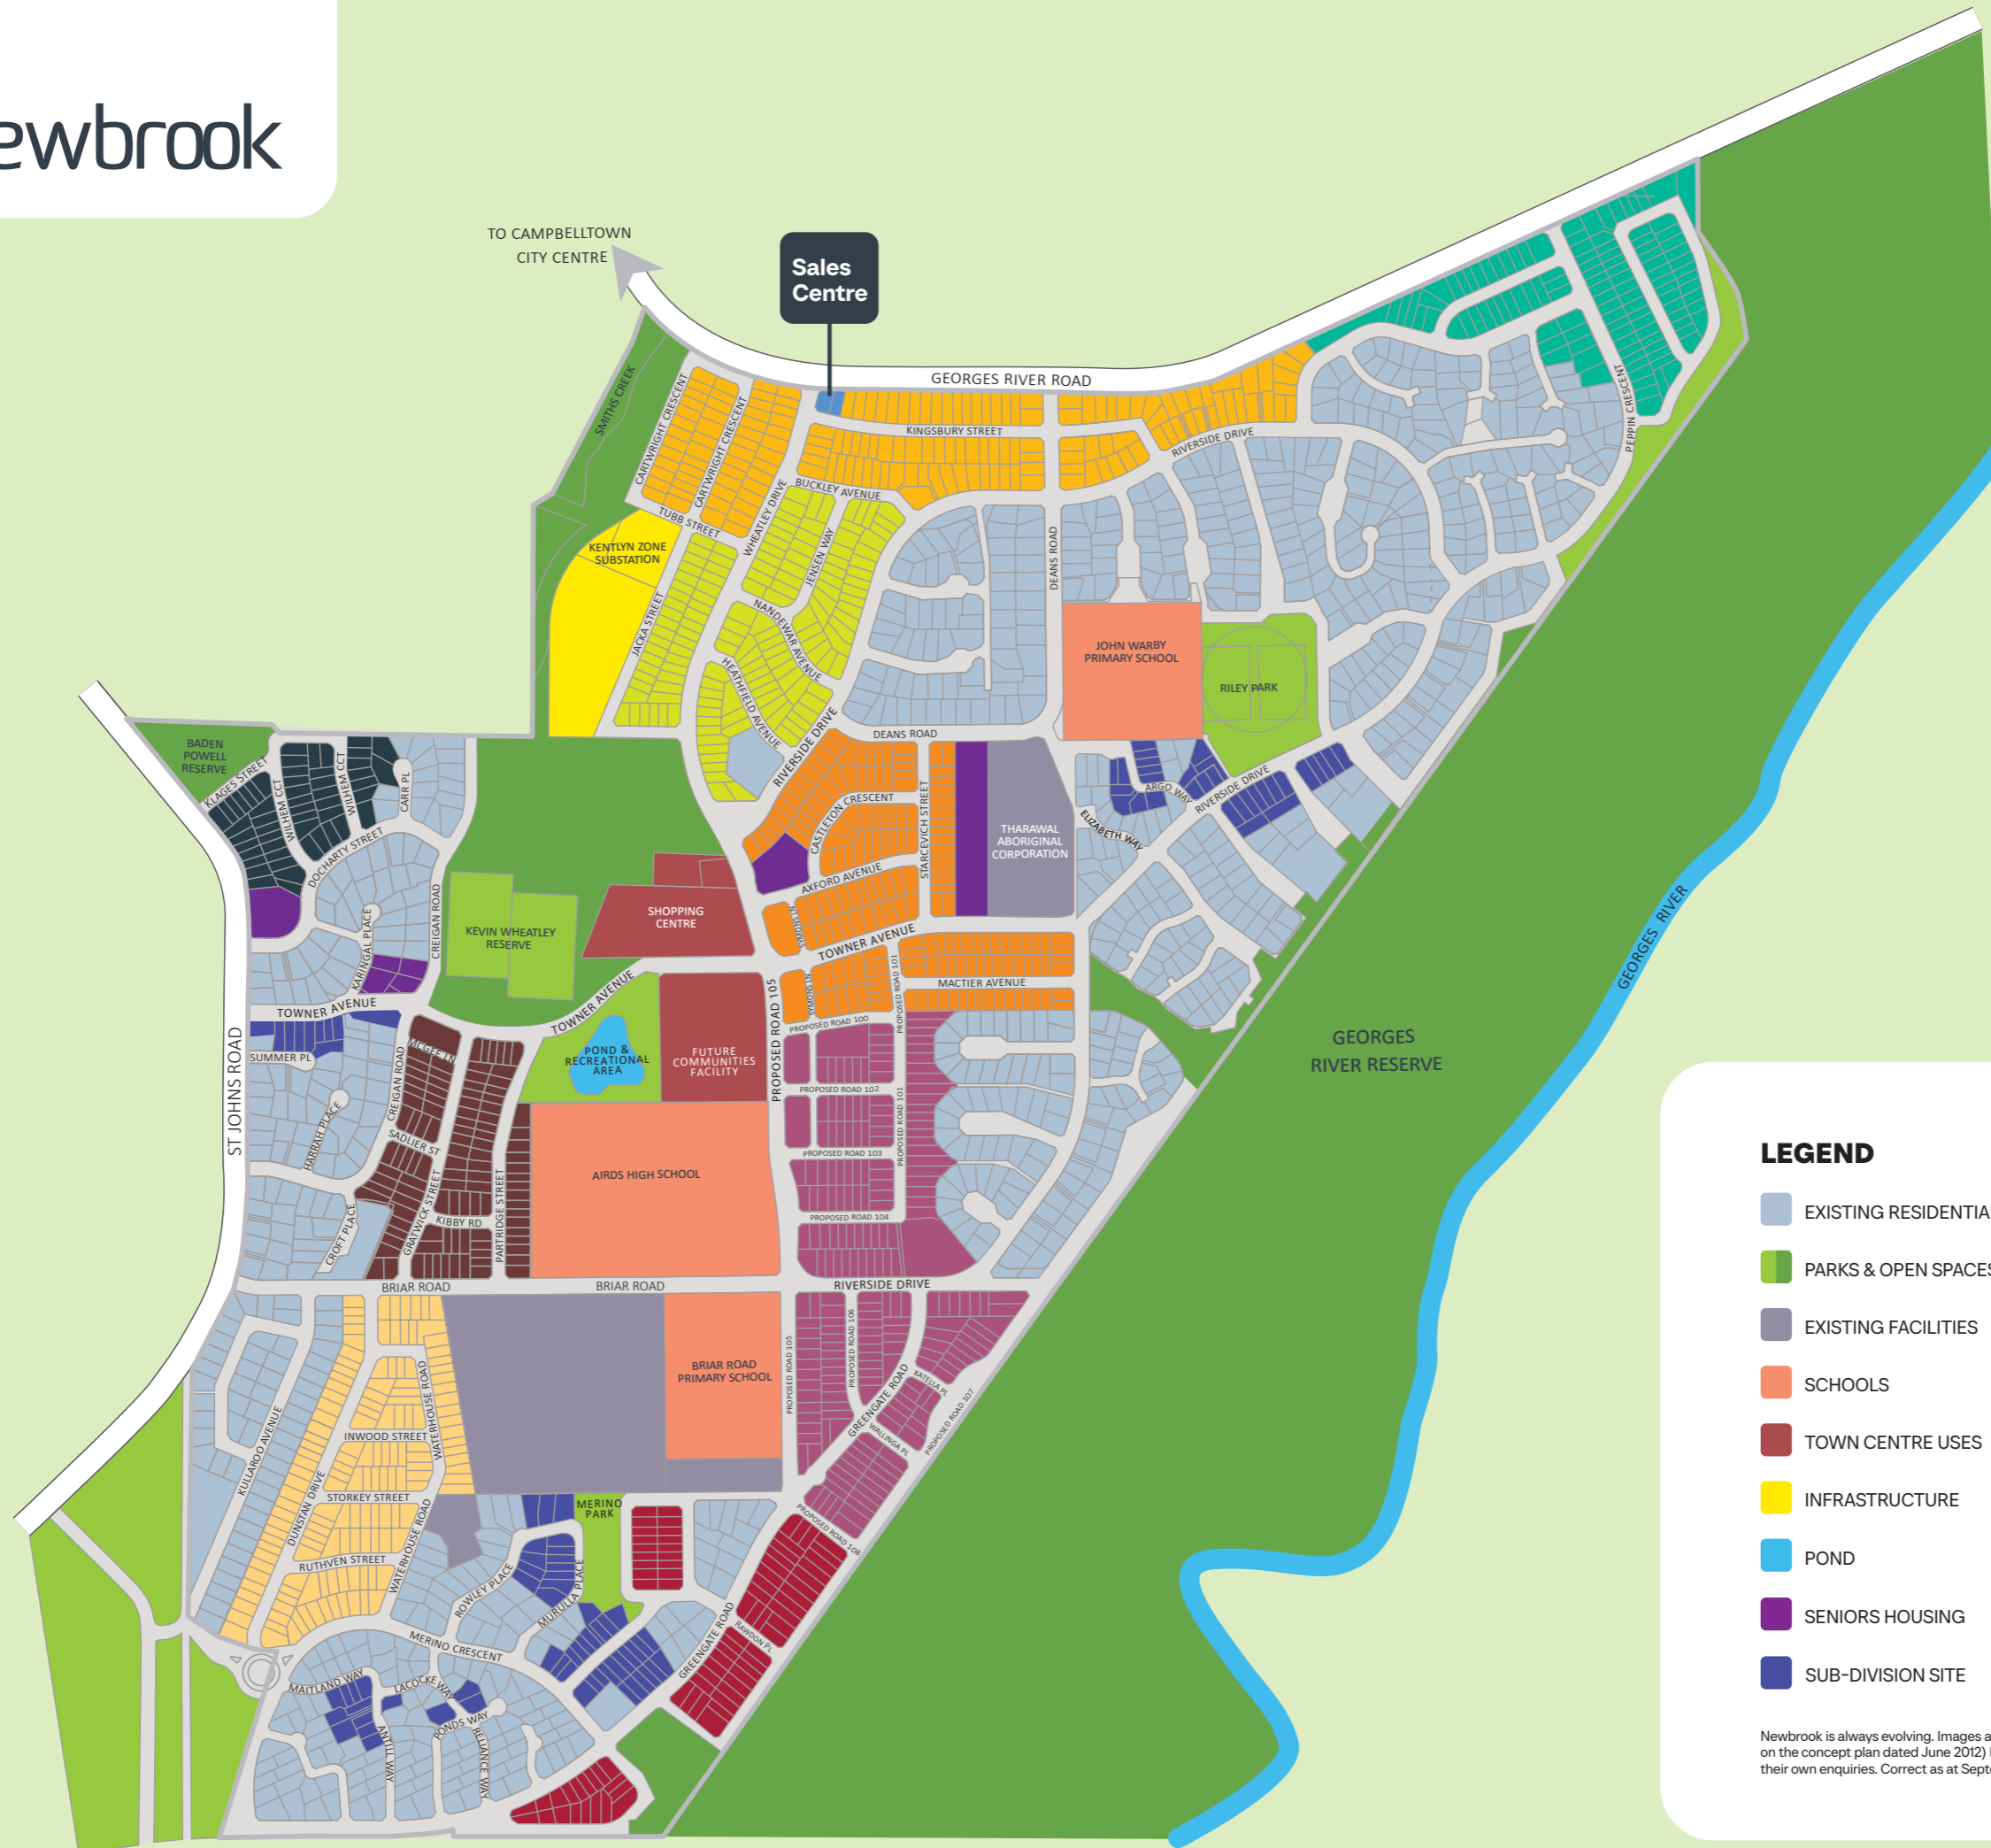 ewbrook
TO CAMPBELLTOWN
CITY CENTRE
Sales
Centre
GEORGES RIVER ROAD
SMITHS CREEK
CARTWRIGHT CRESCENT
CARTWRIGHT CRESCENT
KINGSBURY STREET
RIVERSIDE DRIVE
PEPPIN CRESCENT
BUCKLEY AVENUE
TUBB STREET
WHEATLEY DRIVE
JENSEN WAY
KENTLYN ZONE
SUBSTATION
DEANS ROAD
JACKA STREET
NANDEWAR AVENUE
HEATHFIELD AVENUE
JOHN WARBY
PRIMARY SCHOOL
RILEY PARK
RIVERSIDE DRIVE
DEANS ROAD
BADEN
POWELL
RESERVE
KLAGES STREET
WILHEM CCT
WILHEM CCT
CARR PL
DOCHARTY STREET
CASTLETON CRESCENT
STARCEVICH STREET
ARGO WAY
RIVERSIDE DRIVE
ELIZABETH WAY
THARAWAL
ABORIGINAL
CORPORATION
AXFORD AVENUE
SHOPPING
CENTRE
KEVIN WHEATLEY
RESERVE
CREIGAN ROAD
KARINGAL PLACE
SIMMONS LN
TOWNER AVENUE
GEORGES RIVER
TOWNER AVENUE
TOWNER AVENUE
PROPOSED ROAD 105
SIMMONS LN
PROPOSED ROAD 101
MACTIER AVENUE
PROPOSED ROAD 100
SUMMER PL
MCGEE LN
POND &
RECREATIONAL
AREA
FUTURE
COMMUNITIES
FACILITY
GEORGES
RIVER RESERVE
ST JOHNS ROAD
CREIGAN ROAD
HARRAH PLACE
SADLIER ST
PROPOSED ROAD 102
PROPOSED ROAD 101
PROPOSED ROAD 103
AIRDS HIGH SCHOOL
PARTRIDGE STREET
GRATWICK STREET
KIBBY RD
CROFT PLACE
PROPOSED ROAD 104
BRIAR ROAD
BRIAR ROAD
RIVERSIDE DRIVE
PROPOSED ROAD 105
PROPOSED ROAD 106
BRIAR ROAD
PRIMARY SCHOOL
GREENGATE ROAD
KATELLA PL
WALLINGA PL
PROPOSED ROAD 107
KULLAROO AVENUE
WATERHOUSE ROAD
INWOOD STREET
DUNSTAN DRIVE
STORKEY STREET
RUTHVEN STREET
WATERHOUSE ROAD
MERINO
PARK
PROPOSED ROAD 108
ROWLEY PLACE
MURULLA PLACE
MERINO CRESCENT
GREENGATE ROAD
RAWDON PL
MAITLAND WAY
LACOCKE WAY
PONDS WAY
ANTILL WAY
RELIANCE WAY
LEGEND
EXISTING RESIDENTIA
PARKS & OPEN SPACES
EXISTING FACILITIES
SCHOOLS
TOWN CENTRE USES
INFRASTRUCTURE
POND
SENIORS HOUSING
SUB-DIVISION SITE
Newbrook is always evolving. Images a
on the concept plan dated June 2012)
their own enquiries. Correct as at Sept